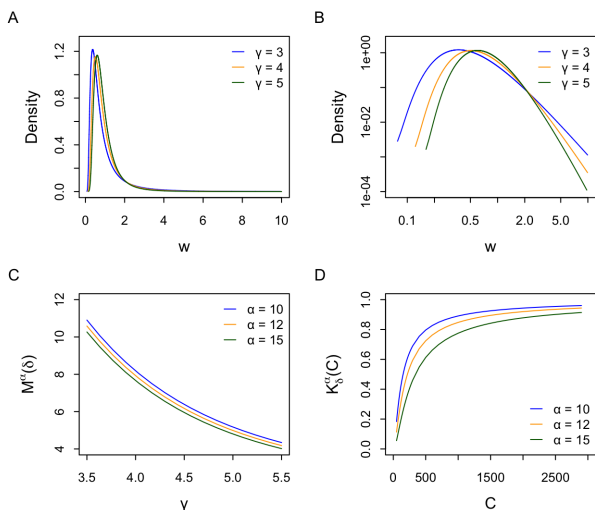 A
Density
1.2
0.8
0.4
0.0
γ = 3
γ = 4
γ = 5
0 2 4 6 8 10
w
B
Density
1e+00
1e-02
1e-04
γ = 3
γ = 4
γ = 5
0.1 0.5 2.0 5.0
w
C
M^α(δ)
12
10
8
6
4
α = 10
α = 12
α = 15
3.5 4.0 4.5 5.0 5.5
γ
D
K^α_δ(C)
1.0
0.8
0.6
0.4
0.2
0.0
α = 10
α = 12
α = 15
0 500 1500 2500
C